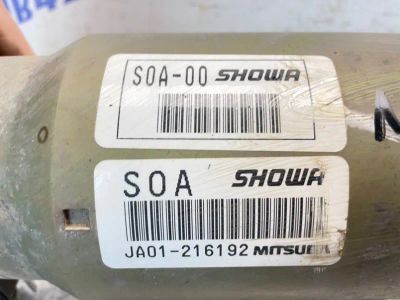 SOA-00 SHOWA
SOA SHOWA
JA01-216192 MITSUBA